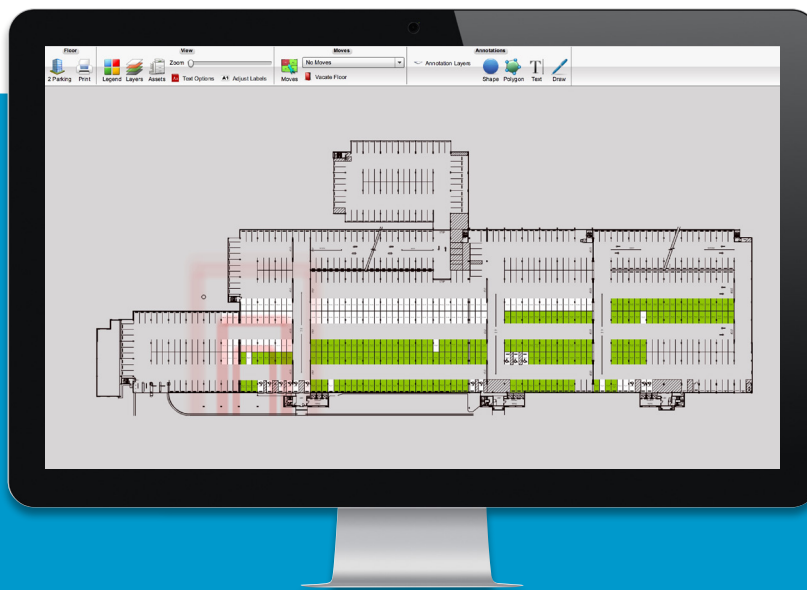 Floor
View
Moves
Annotations
Zoom
No Moves
Annotation Layers
2 Parking
Print
Legend
Layers
Assets
Text Options
A1 Adjust Labels
Moves
Vacate Floor
Shape
Polygon
Text
Draw